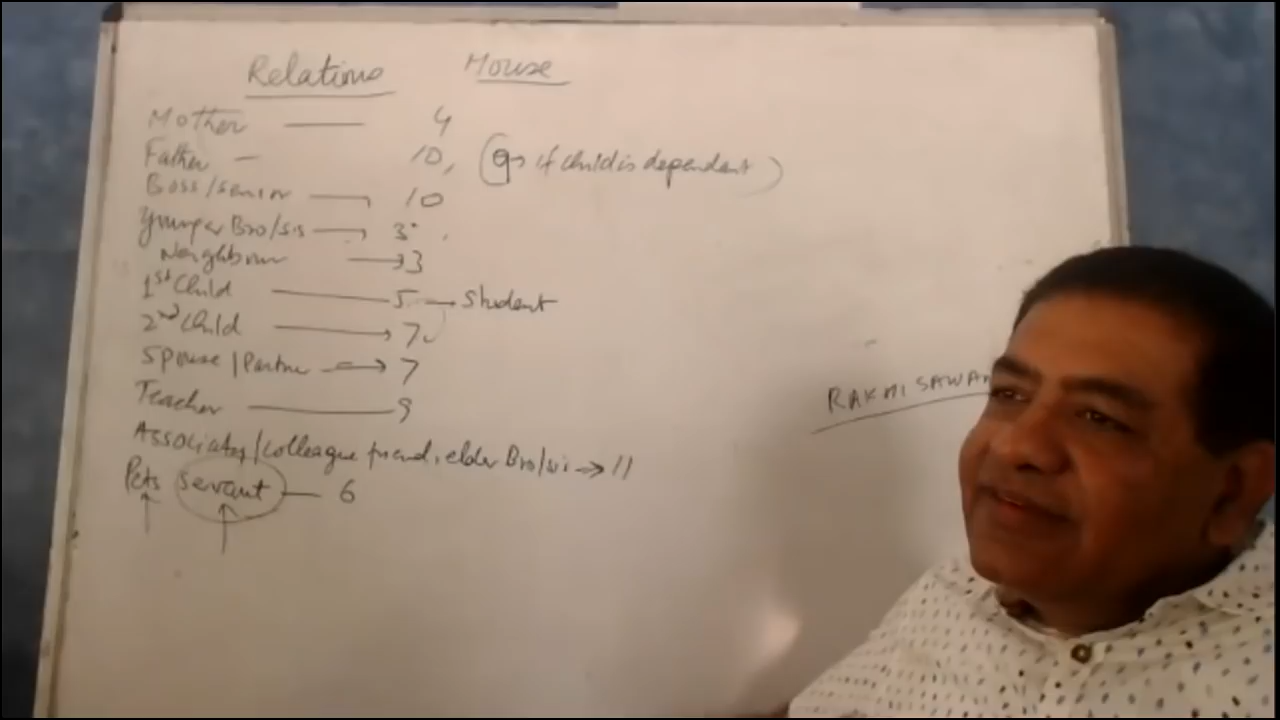 Relations House
Mother — 4
Father — 10, (9 → if child is dependent)
Boss/senior — 10
Younger Bro/sis — 3
Neighbour → 3
1st Child — 5 — Student
2nd Child → 7
Spouse/Partner → 7
Teacher — 9
Associates/Colleague friend, elder Bro/sis → 11
Pets servant — 6
RAKHI SAWAN